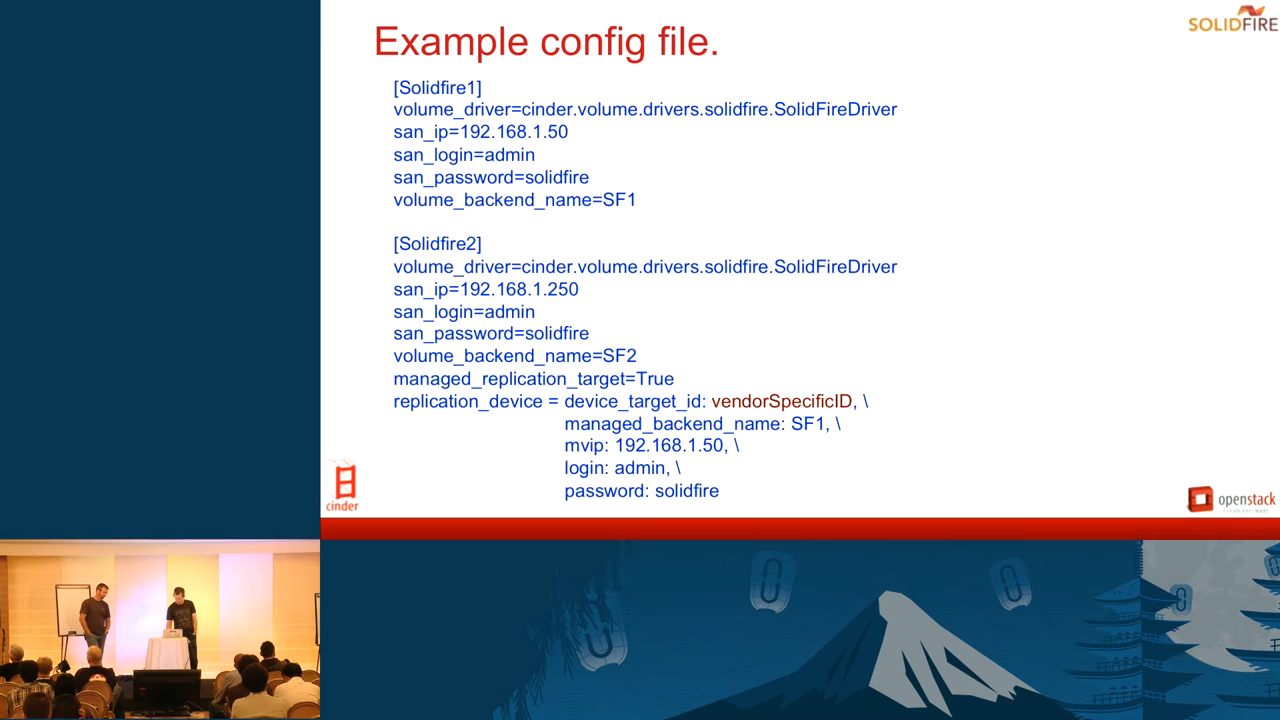 Example config file.
SOLIDFIRE
[Solidfire1]
volume_driver=cinder.volume.drivers.solidfire.SolidFireDriver
san_ip=192.168.1.50
san_login=admin
san_password=solidfire
volume_backend_name=SF1
[Solidfire2]
volume_driver=cinder.volume.drivers.solidfire.SolidFireDriver
san_ip=192.168.1.250
san_login=admin
san_password=solidfire
volume_backend_name=SF2
managed_replication_target=True
replication_device = device_target_id: vendorSpecificID, \
managed_backend_name: SF1, \
mvip: 192.168.1.50, \
login: admin, \
password: solidfire
cinder
openstack
CLOUD SOFTWARE